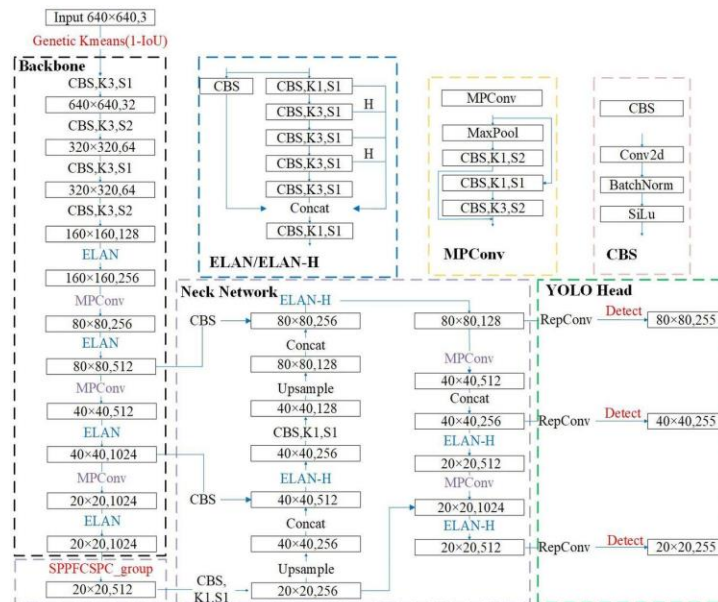 Input 640×640,3
Genetic Kmeans(1-IoU)
Backbone
CBS,K3,S1
640×640,32
CBS,K3,S2
320×320,64
CBS,K3,S1
320×320,64
CBS,K3,S2
160×160,128
ELAN
160×160,256
MPConv
80×80,256
ELAN
80×80,512
MPConv
40×40,512
ELAN
40×40,1024
MPConv
20×20,1024
ELAN
20×20,1024
SPPFCSPC_group
20×20,512
CBS
CBS,K1,S1
H
CBS,K3,S1
CBS,K3,S1
H
CBS,K3,S1
CBS,K3,S1
Concat
CBS,K1,S1
ELAN/ELAN-H
MPConv
MaxPool
CBS,K1,S2
CBS,K1,S1
CBS,K3,S2
MPConv
CBS
Conv2d
BatchNorm
SiLu
CBS
Neck Network
CBS
CBS
CBS,
K1,S1
ELAN-H
80×80,256
Concat
80×80,128
Upsample
40×40,128
CBS,K1,S1
40×40,256
ELAN-H
40×40,512
Concat
40×40,256
Upsample
20×20,256
80×80,128
MPConv
40×40,512
Concat
40×40,256
ELAN-H
20×20,512
MPConv
20×20,1024
ELAN-H
20×20,512
YOLO Head
RepConv
Detect
80×80,255
RepConv
Detect
40×40,255
RepConv
Detect
20×20,255